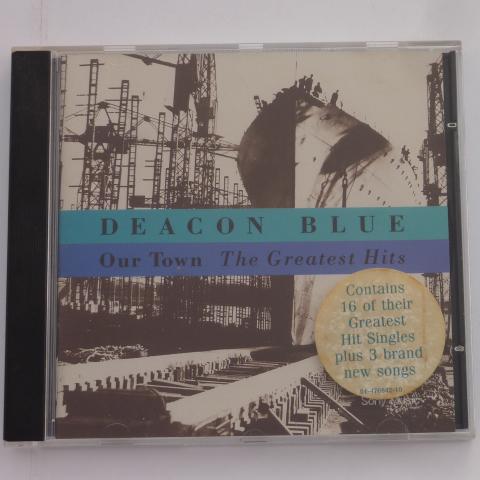 DEACON BLUE
Our Town The Greatest Hits
Contains
16 of their
Greatest
Hit Singles
plus 3 brand
new songs